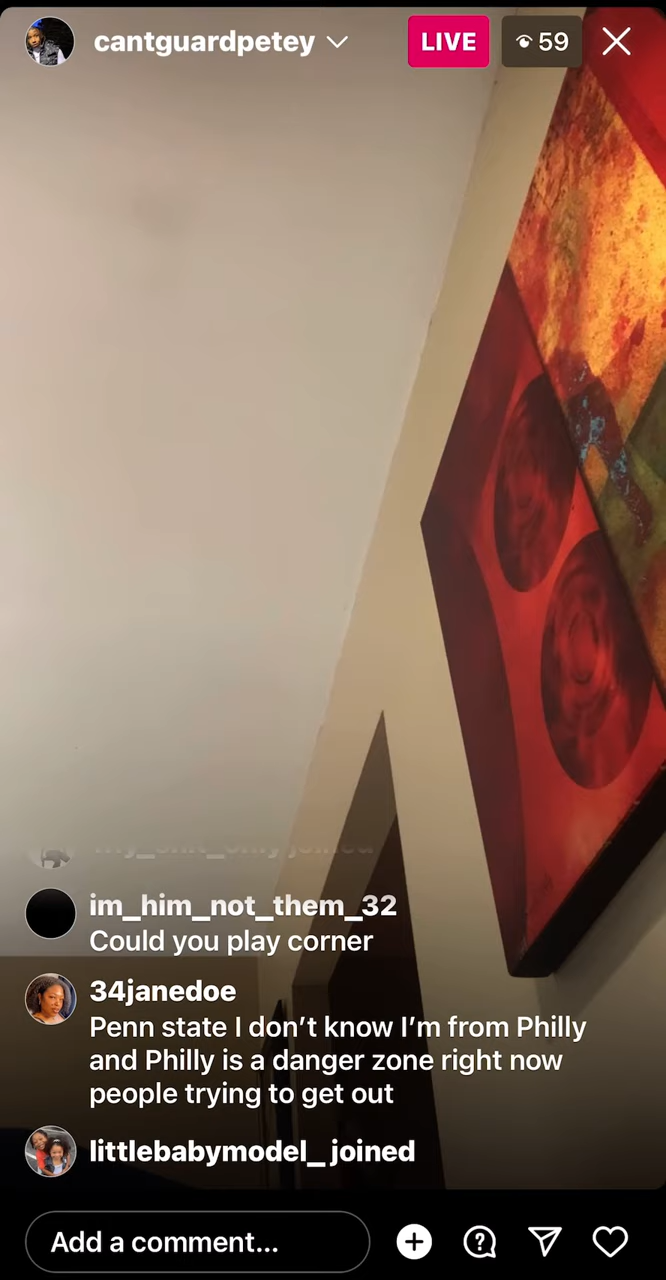 cantguardpetey
LIVE
59
im_him_not_them_32
Could you play corner
34janedoe
Penn state I don’t know I’m from Philly
and Philly is a danger zone right now
people trying to get out
littlebabymodel_ joined
Add a comment...